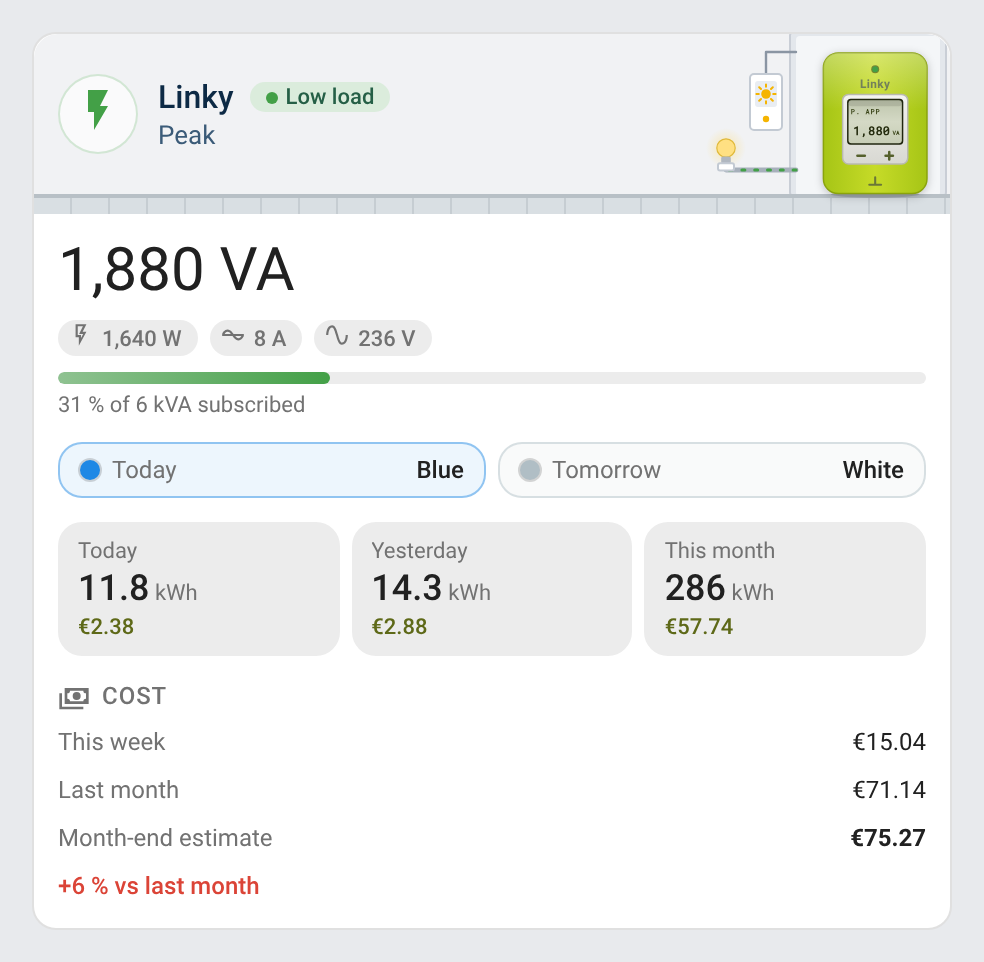 Linky
Low load
Peak
Linky
P. APP
1,880 VA
1,880 VA
1,640 W
8 A
236 V
31 % of 6 kVA subscribed
Today
Blue
Tomorrow
White
Today
Yesterday
This month
11.8 kWh
14.3 kWh
286 kWh
€2.38
€2.88
€57.74
COST
This week
€15.04
Last month
€71.14
Month-end estimate
€75.27
+6 % vs last month